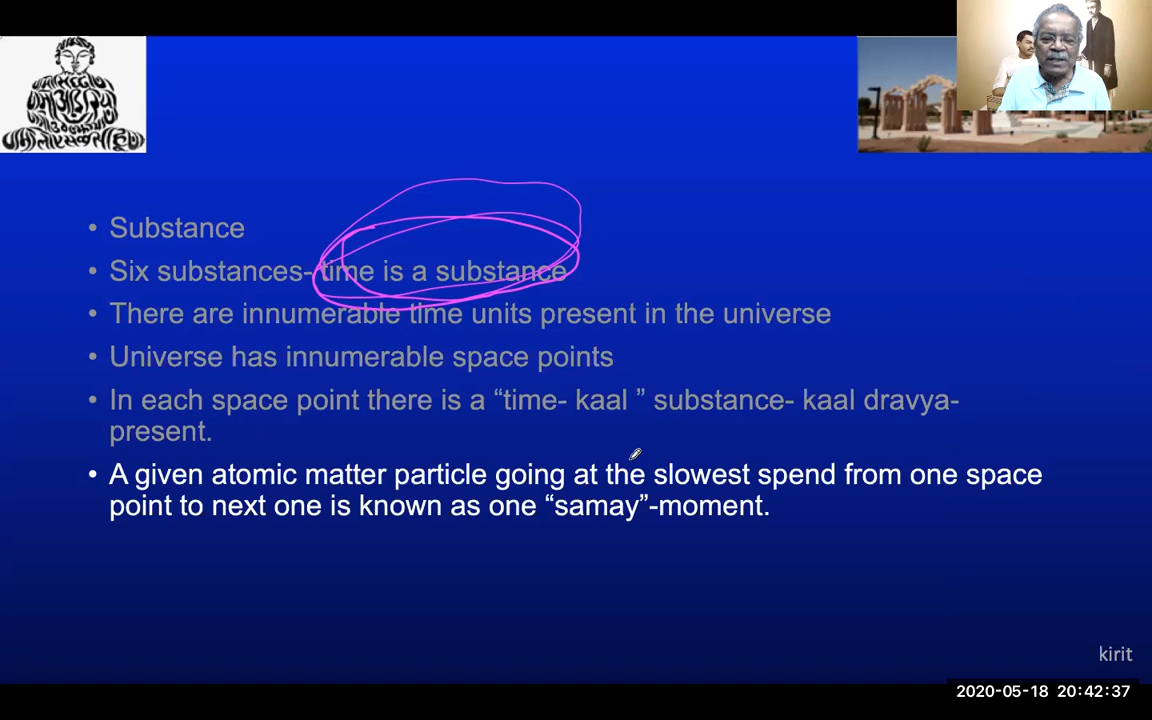 • Substance
• Six substances- time is a substance
• There are innumerable time units present in the universe
• Universe has innumerable space points
• In each space point there is a “time- kaal ” substance- kaal dravya-
present.
• A given atomic matter particle going at the slowest spend from one space
point to next one is known as one “samay”-moment.
kirit
2020-05-18 20:42:37